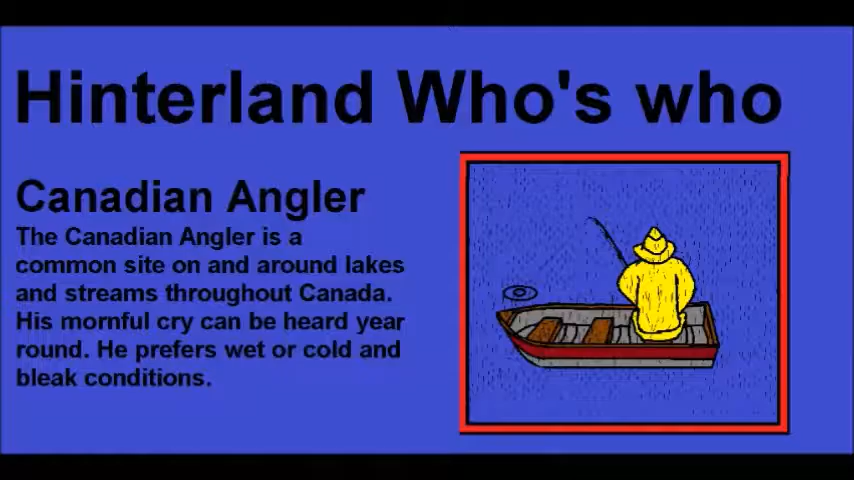 Hinterland Who's who
Canadian Angler
The Canadian Angler is a
common site on and around lakes
and streams throughout Canada.
His mornful cry can be heard year
round. He prefers wet or cold and
bleak conditions.